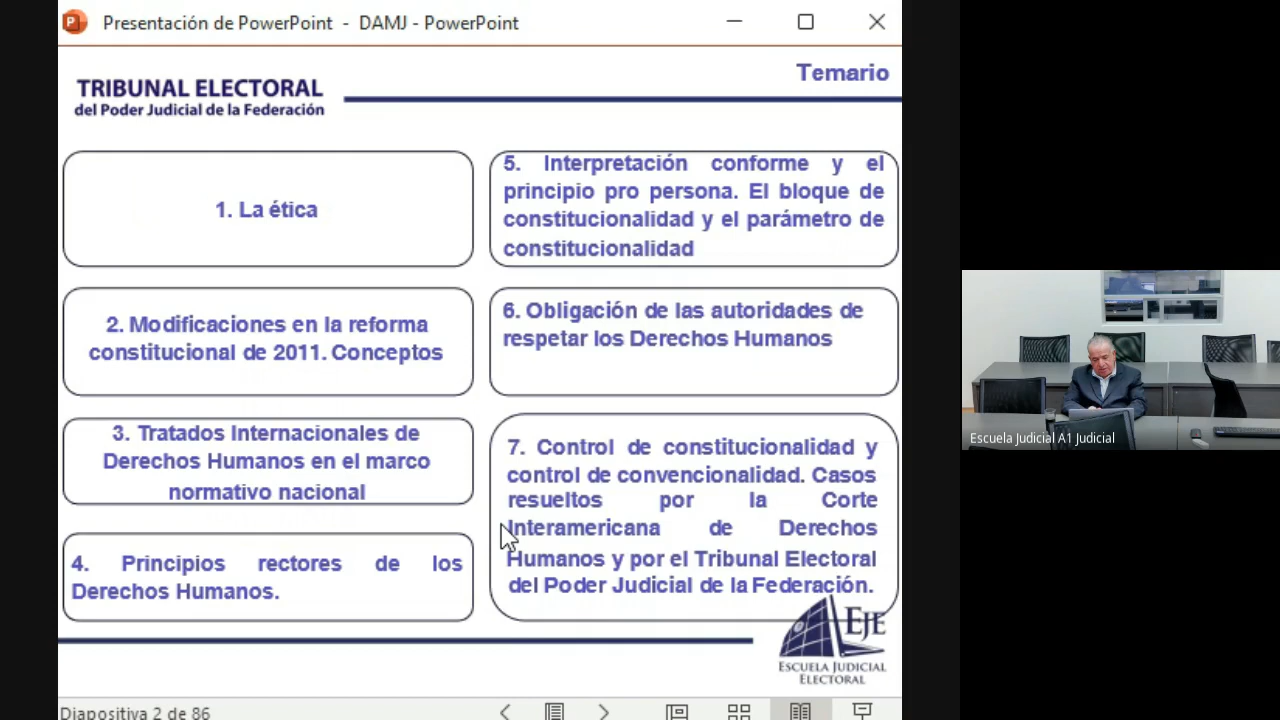 Presentación de PowerPoint - DAMJ - PowerPoint
TRIBUNAL ELECTORAL
del Poder Judicial de la Federación
Temario
1. La ética
2. Modificaciones en la reforma
constitucional de 2011. Conceptos
3. Tratados Internacionales de
Derechos Humanos en el marco
normativo nacional
4. Principios rectores de los
Derechos Humanos.
5. Interpretación conforme y el
principio pro persona. El bloque de
constitucionalidad y el parámetro de
constitucionalidad
6. Obligación de las autoridades de
respetar los Derechos Humanos
7. Control de constitucionalidad y
control de convencionalidad. Casos
resueltos por la Corte
Interamericana de Derechos
Humanos y por el Tribunal Electoral
del Poder Judicial de la Federación.
EJE
ESCUELA JUDICIAL
ELECTORAL
Diapositiva 2 de 86
Escuela Judicial A1 Judicial